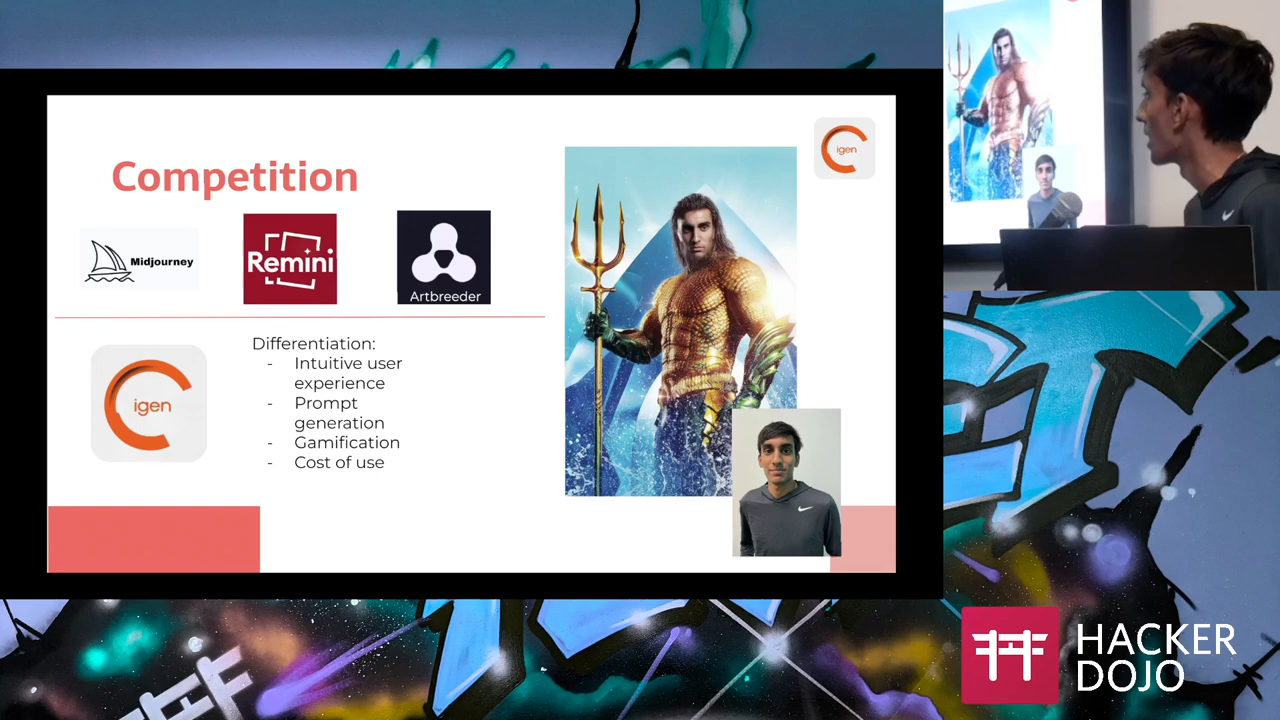 Competition
igen
Midjourney
Remini
Artbreeder
Differentiation:
- Intuitive user
experience
- Prompt
generation
- Gamification
- Cost of use
igen
HACKER
DOJO